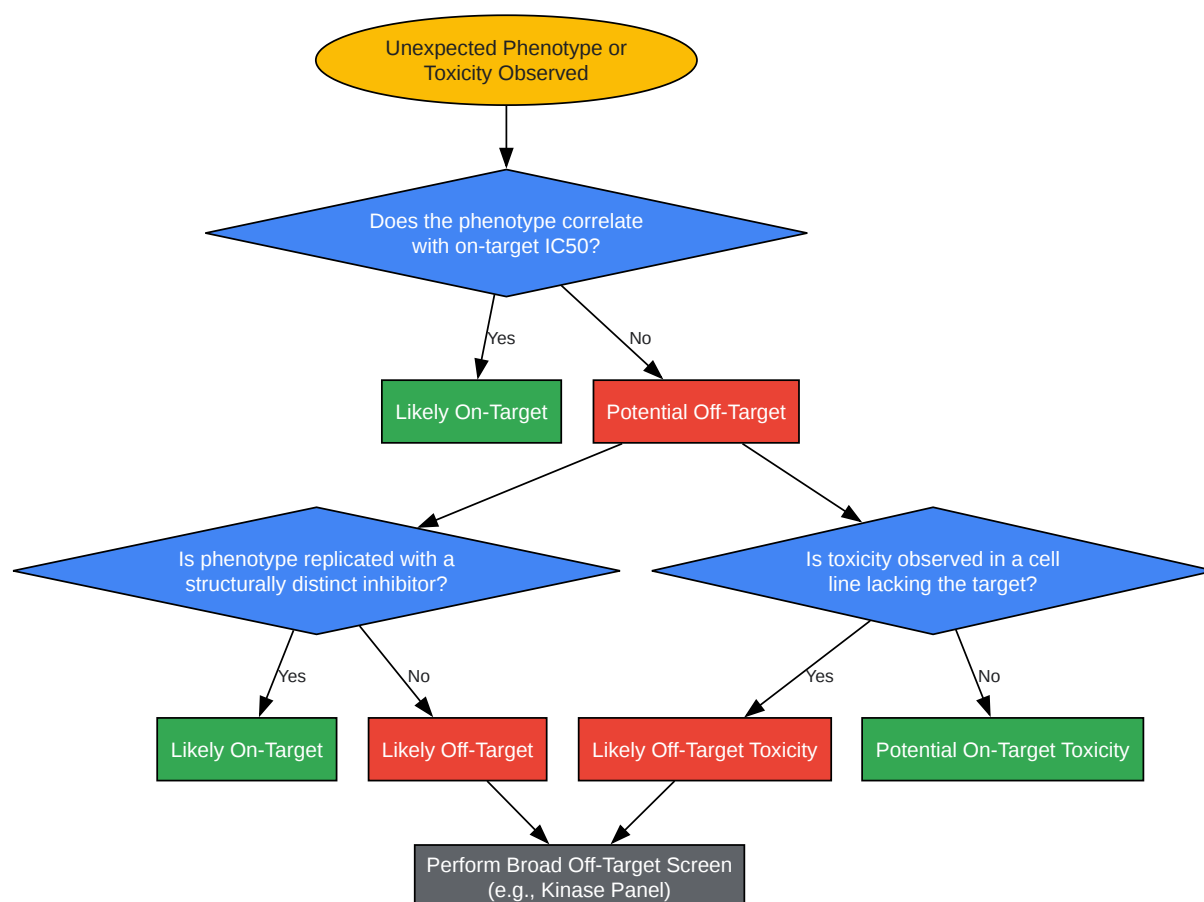 Unexpected Phenotype or
Toxicity Observed
Does the phenotype correlate
with on-target IC50?
Yes
No
Likely On-Target
Potential Off-Target
Is phenotype replicated with a
structurally distinct inhibitor?
Is toxicity observed in a cell
line lacking the target?
Yes
No
Yes
No
Likely On-Target
Likely Off-Target
Likely Off-Target Toxicity
Potential On-Target Toxicity
Perform Broad Off-Target Screen
(e.g., Kinase Panel)